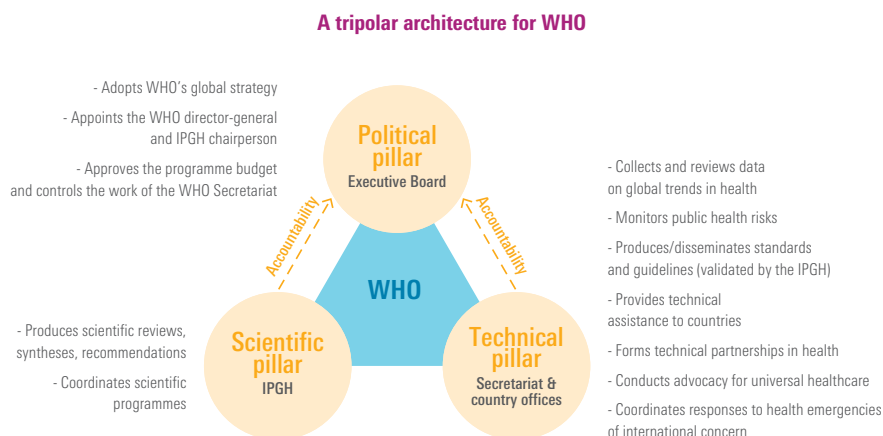 A tripolar architecture for WHO
- Adopts WHO’s global strategy
- Appoints the WHO director-general
and IPGH chairperson
- Approves the programme budget
and controls the work of the WHO Secretariat
Political
pillar
Executive Board
Accountability
Accountability
WHO
- Collects and reviews data
on global trends in health
- Monitors public health risks
- Produces/disseminates standards
and guidelines (validated by the IPGH)
- Provides technical
assistance to countries
- Forms technical partnerships in health
- Conducts advocacy for universal healthcare
- Coordinates responses to health emergencies
of international concern
- Produces scientific reviews,
syntheses, recommendations
- Coordinates scientific
programmes
Scientific
pillar
IPGH
Technical
pillar
Secretariat &
country offices